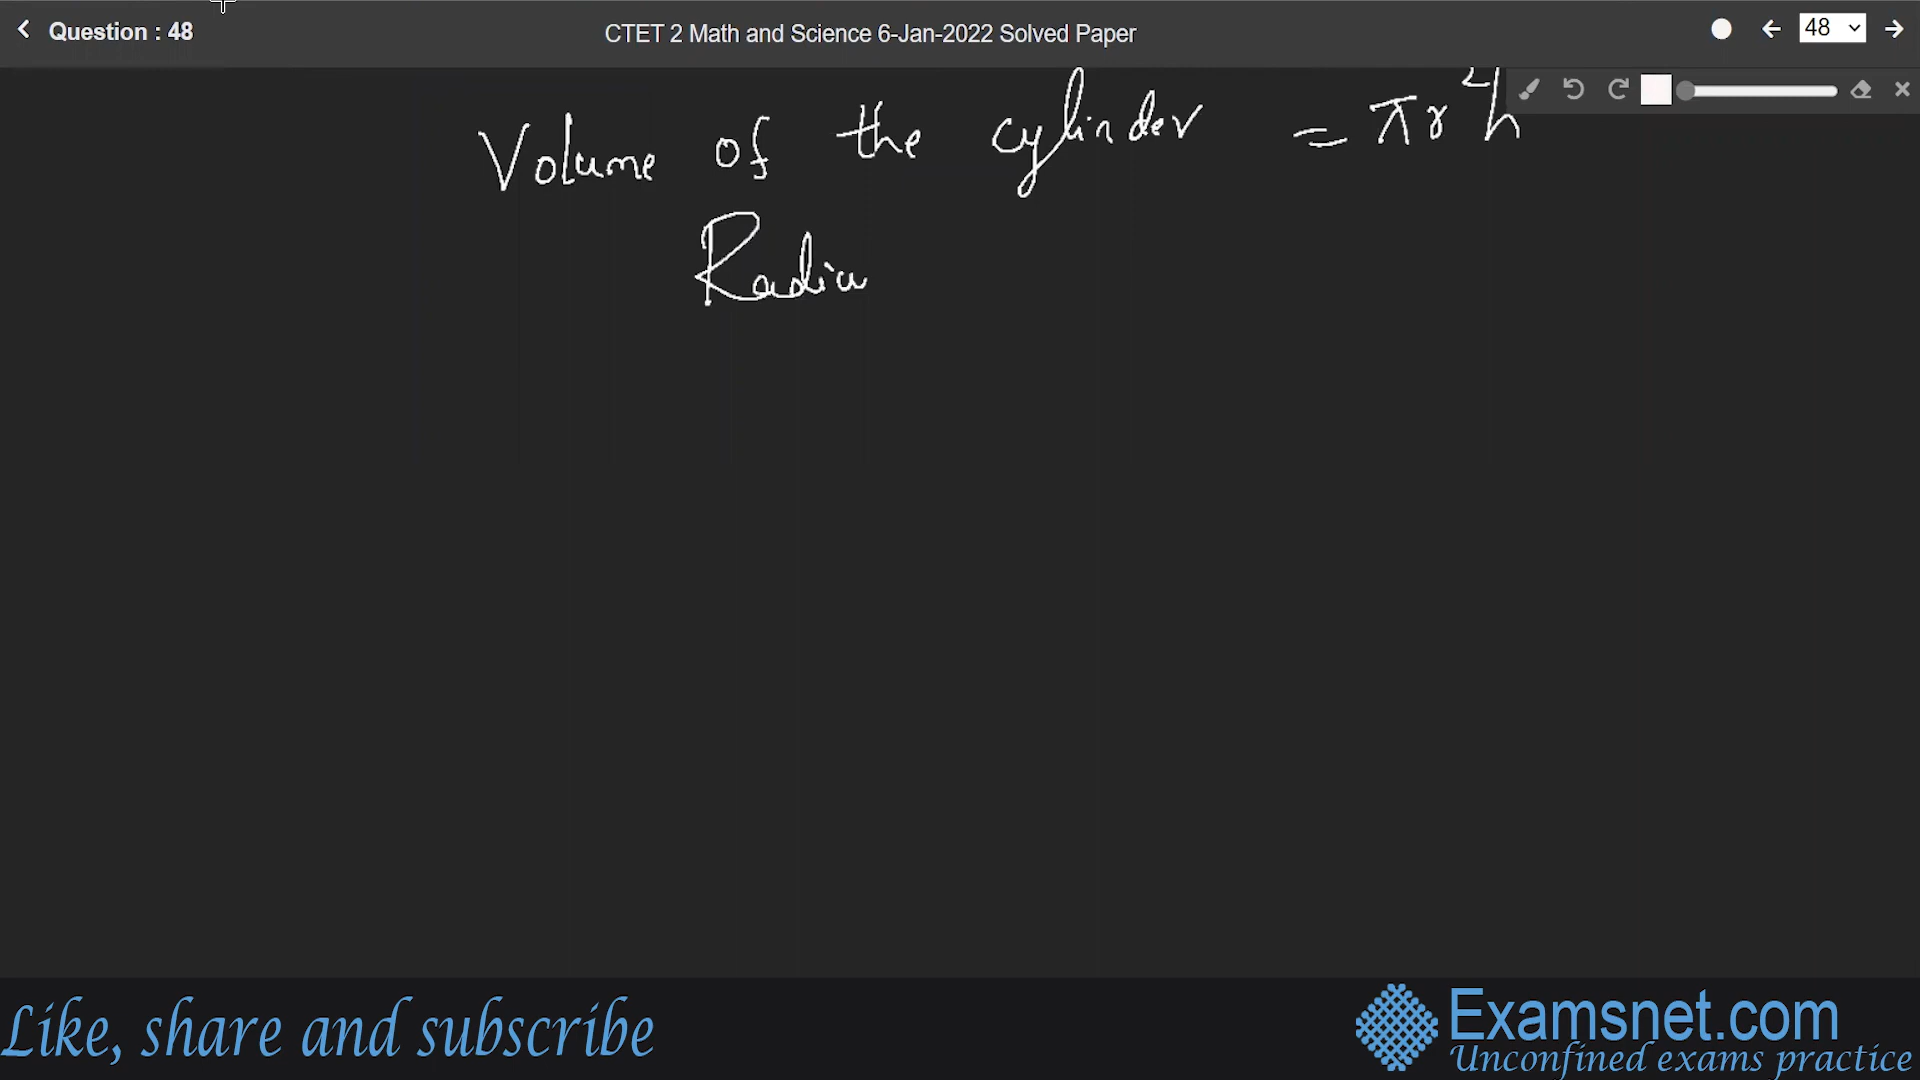 Question : 48
CTET 2 Math and Science 6-Jan-2022 Solved Paper
48
Volume of the cylinder = πr²h
Radiu
Like, share and subscribe
Examsnet.com
Unconfined exams practice